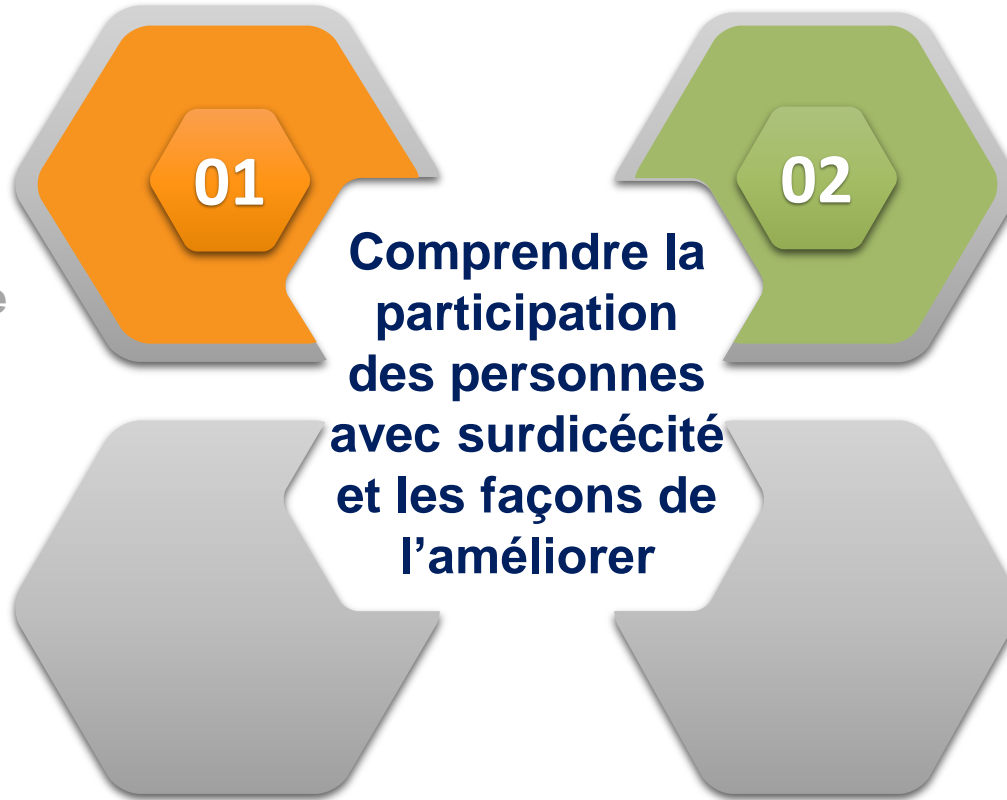 01
02
Comprendre la
participation
des personnes
avec surdicécité
et les façons de
l’améliorer
e